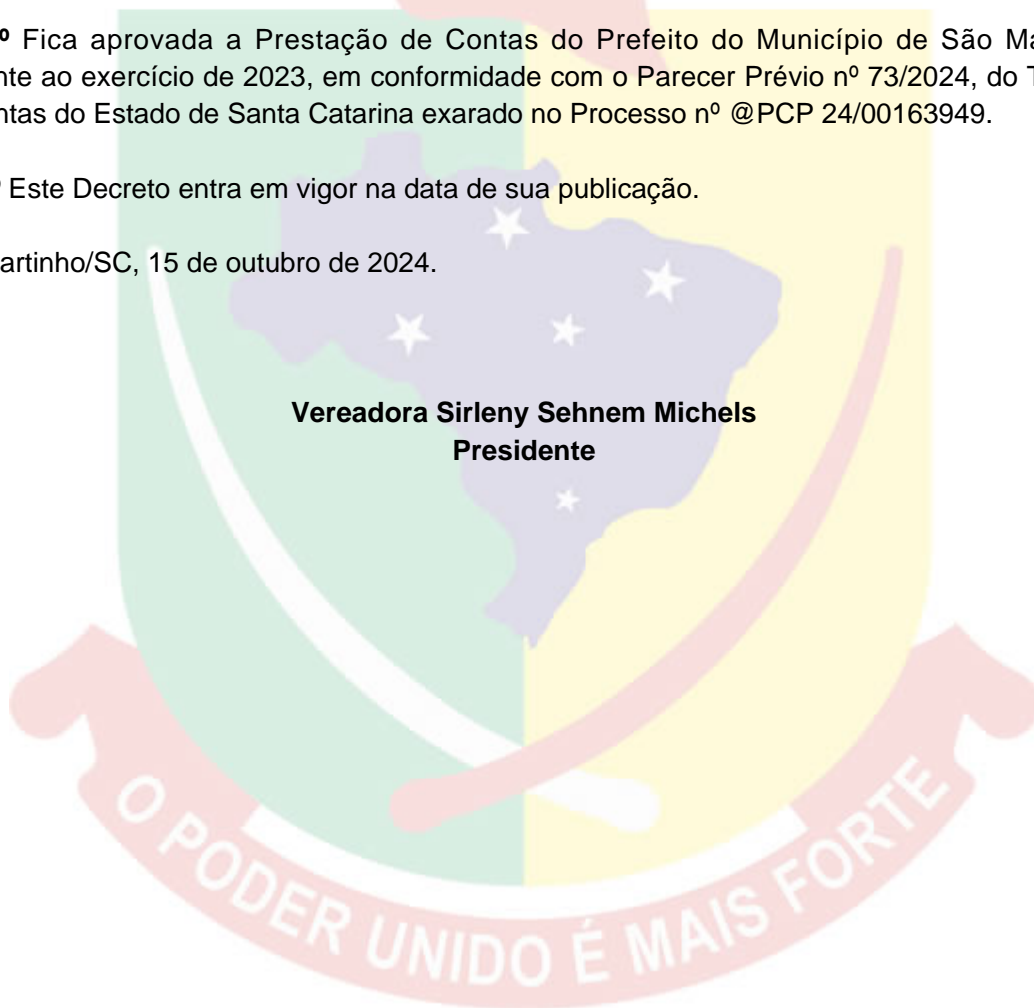 º Fica aprovada a Prestação de Contas do Prefeito do Município de São Ma
nte ao exercício de 2023, em conformidade com o Parecer Prévio nº 73/2024, do T
ntas do Estado de Santa Catarina exarado no Processo nº @PCP 24/00163949.
º Este Decreto entra em vigor na data de sua publicação.
artinho/SC, 15 de outubro de 2024.
Vereadora Sirleny Sehnem Michels
Presidente
O PODER UNIDO É MAIS FORTE